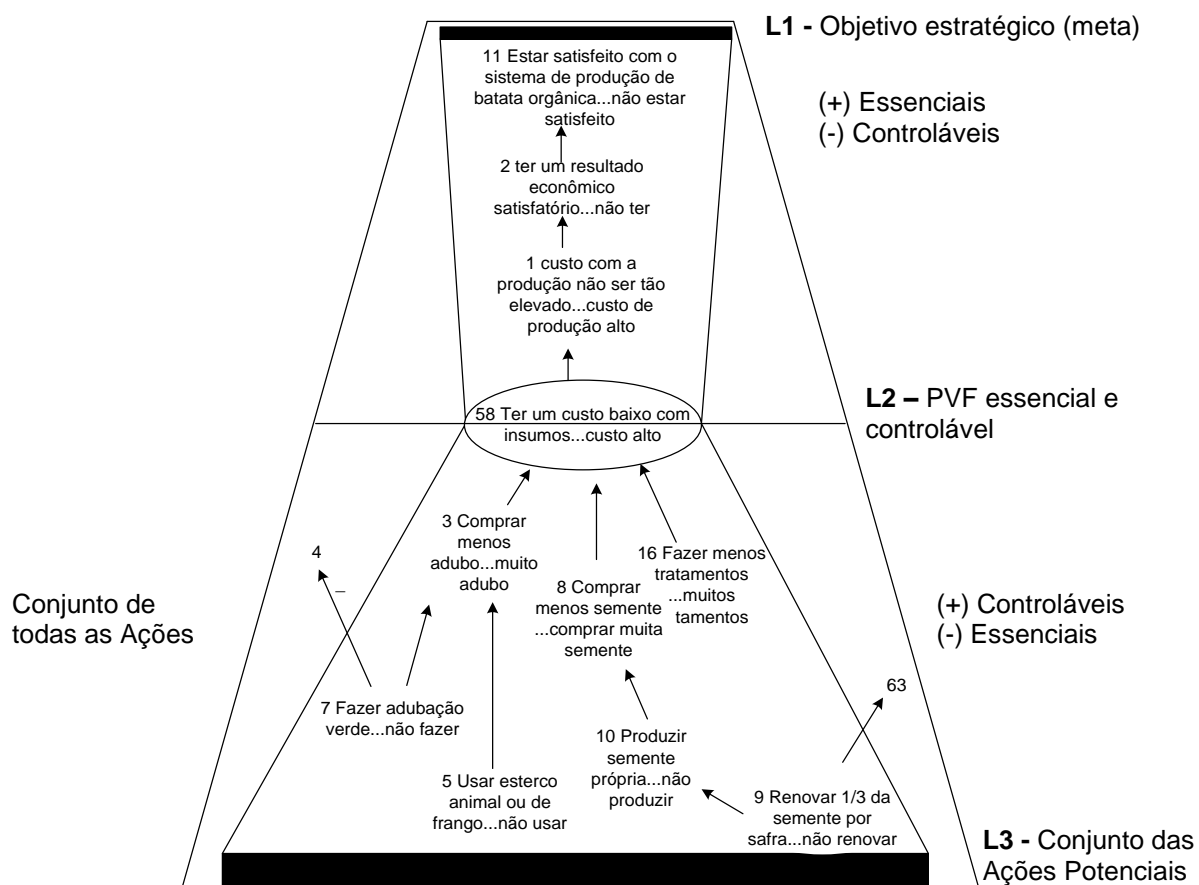 L1 - Objetivo estratégico (meta)
11 Estar satisfeito com o
sistema de produção de
batata orgânica...não estar
satisfeito
(+) Essenciais
(-) Controláveis
2 ter um resultado
econômico
satisfatório...não ter
1 custo com a
produção não ser tão
elevado...custo de
produção alto
L2 – PVF essencial e
controlável
58 Ter um custo baixo com
insumos...custo alto
3 Comprar
menos
adubo...muito
adubo
16 Fazer menos
tratamentos
...muitos
tamentos
4
_
8 Comprar
menos semente
...comprar muita
semente
Conjunto de
todas as Ações
(+) Controláveis
(-) Essenciais
63
7 Fazer adubação
verde...não fazer
10 Produzir
semente
própria...não
produzir
5 Usar esterco
animal ou de
frango...não usar
9 Renovar 1/3 da
semente por
safra...não renovar
L3 - Conjunto das
Ações Potenciais